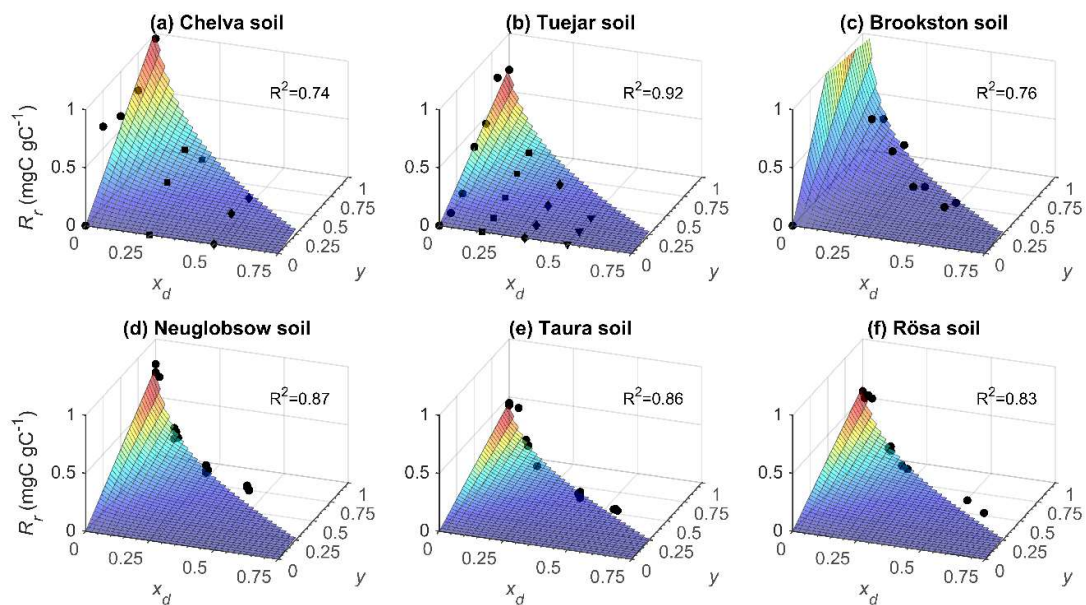 (a) Chelva soil
(b) Tuejar soil
(c) Brookston soil
R²=0.74
R²=0.92
R²=0.76
R_r (mgC gC⁻¹)
1
0.5
0
0
0.25
0.5
0.75
x_d
0
0.25
0.5
0.75
1
y
1
0.5
0
0
0.25
0.5
0.75
x_d
0
0.25
0.5
0.75
1
y
1
0.5
0
0
0.25
0.5
0.75
x_d
0
0.25
0.5
0.75
1
y
(d) Neuglobsow soil
(e) Taura soil
(f) Rösa soil
R²=0.87
R²=0.86
R²=0.83
R_r (mgC gC⁻¹)
1
0.5
0
0
0.25
0.5
0.75
x_d
0
0.25
0.5
0.75
1
y
1
0.5
0
0
0.25
0.5
0.75
x_d
0
0.25
0.5
0.75
1
y
1
0.5
0
0
0.25
0.5
0.75
x_d
0
0.25
0.5
0.75
1
y